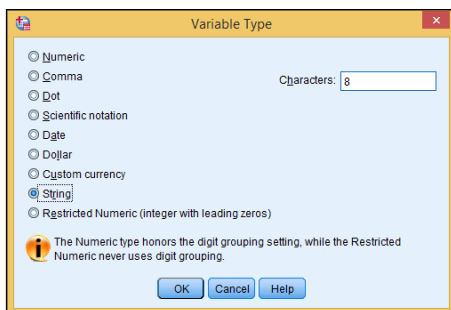 Variable Type
Numeric
Comma
Characters: 8
Dot
Scientific notation
Date
Dollar
Custom currency
String
Restricted Numeric (integer with leading zeros)
The Numeric type honors the digit grouping setting, while the Restricted
Numeric never uses digit grouping.
OK Cancel Help